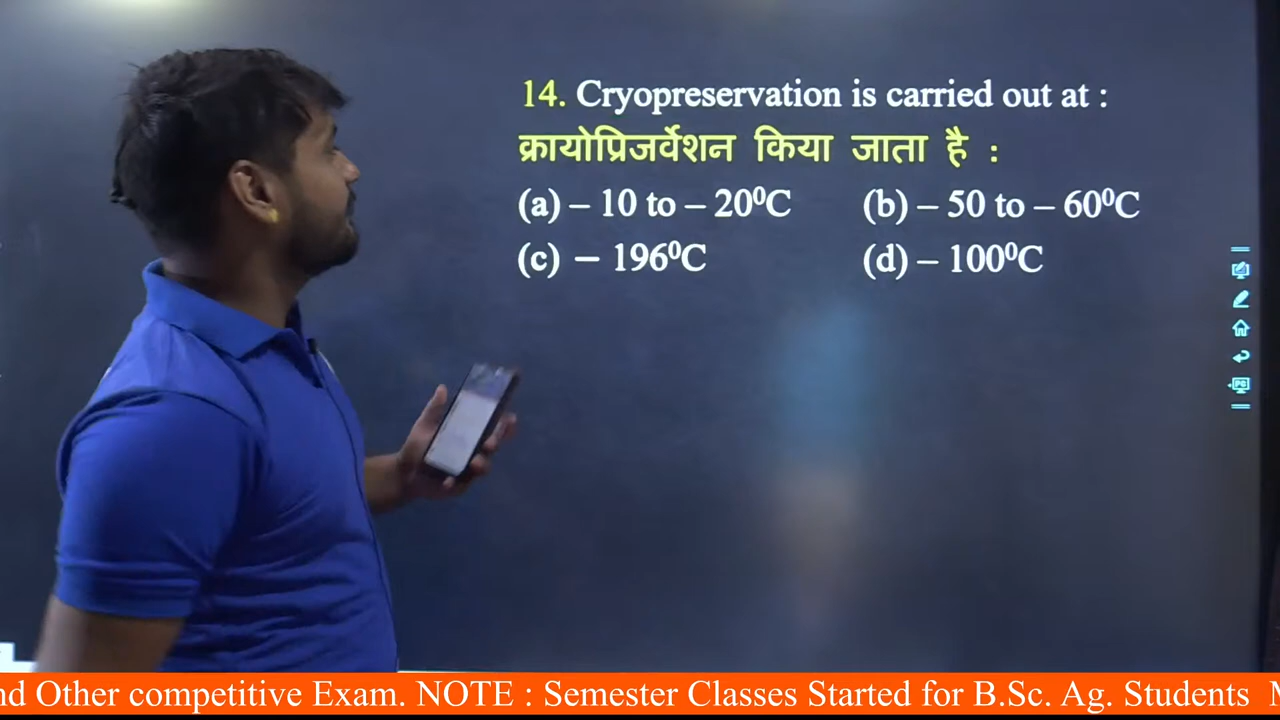 14. Cryopreservation is carried out at :
क्रायोप्रिजर्वेशन किया जाता है :
(a) – 10 to – 20⁰C (b) – 50 to – 60⁰C
(c) – 196⁰C (d) – 100⁰C
Other competitive Exam. NOTE : Semester Classes Started for B.Sc. Ag. Students